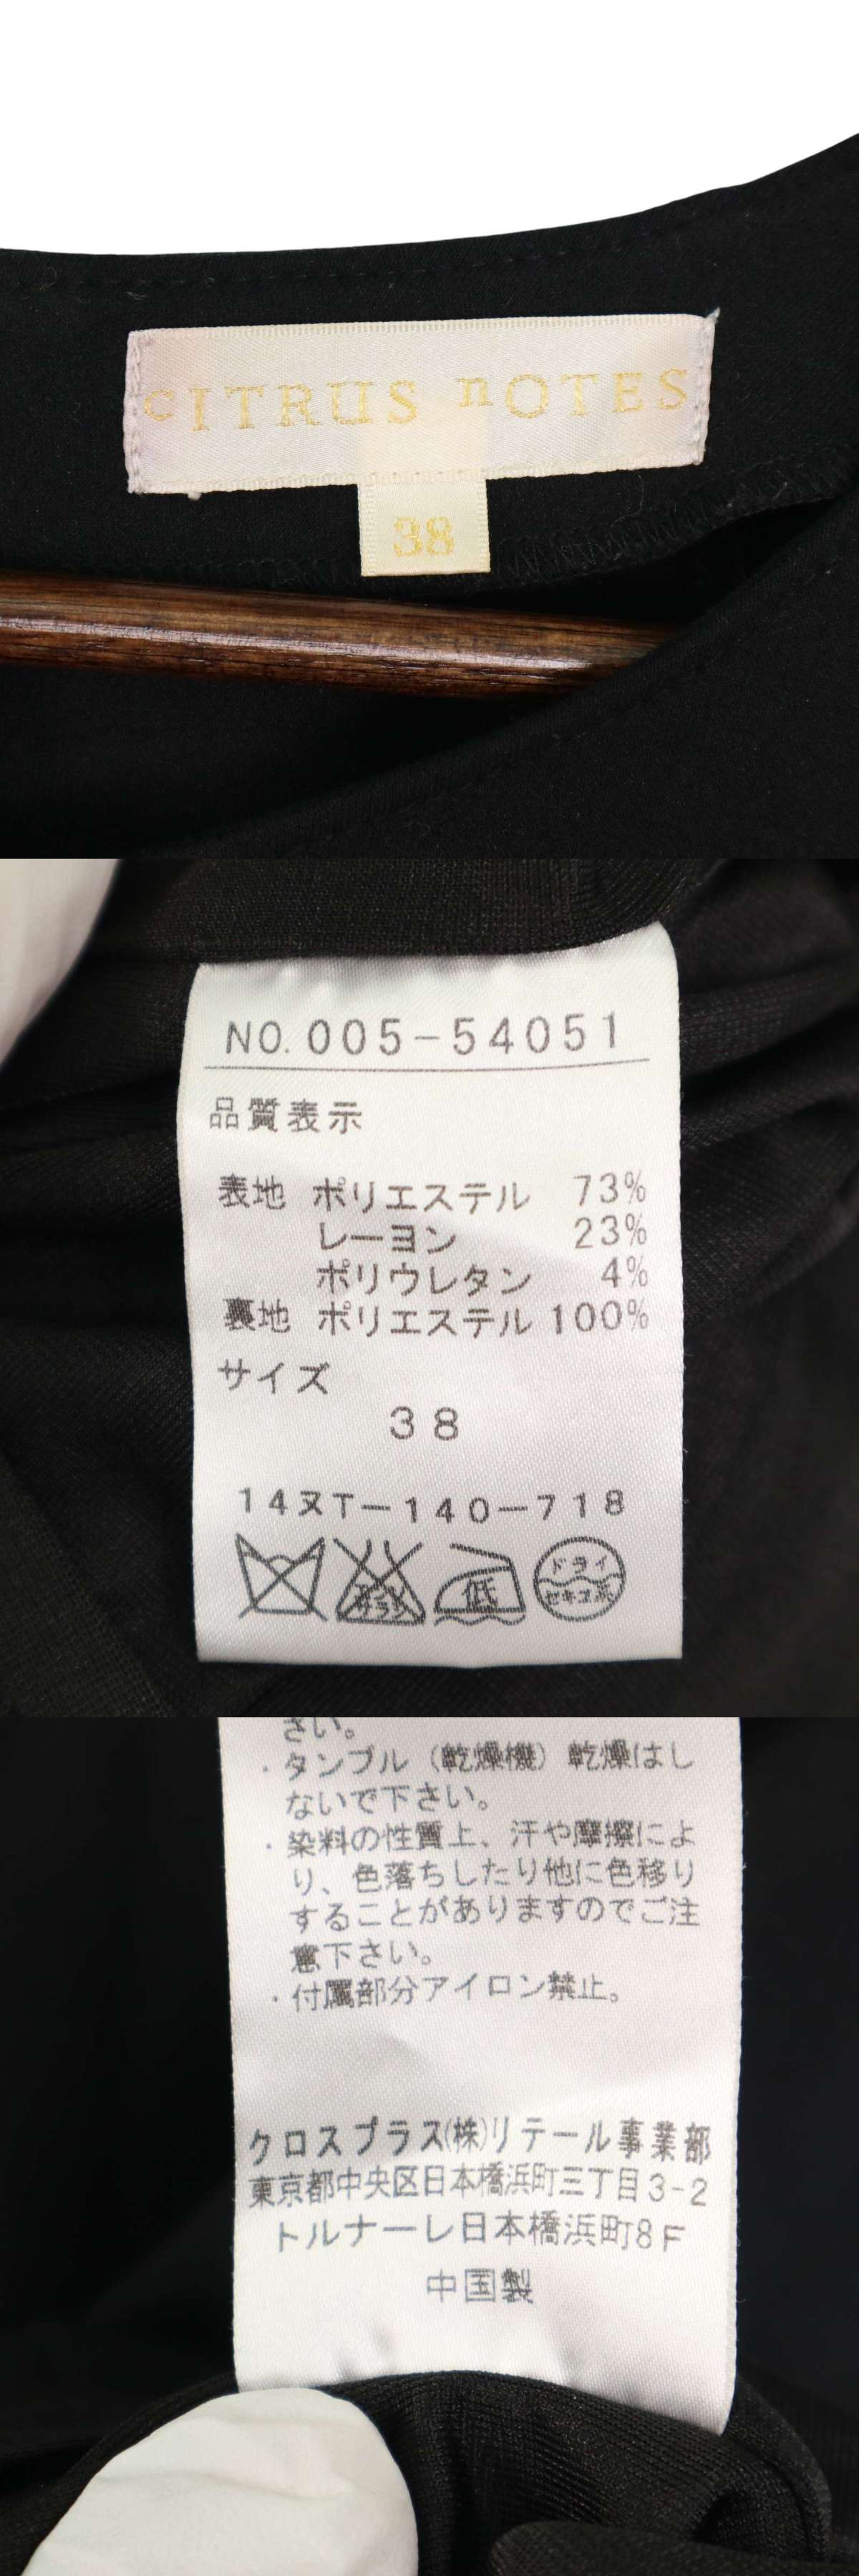 CITRUS nOTES
38
NO. 005-54051
品質表示
表地 ポリエステル 73%
レーヨン 23%
ポリウレタン 4%
裏地 ポリエステル 100%
サイズ
38
14ヌT-140-718
エンソ
サラシ
低
ドライ
セキユ系
さい。
・タンブル（乾燥機）乾燥はし
ないで下さい。
・染料の性質上、汗や摩擦によ
り、色落ちしたり他に色移り
することがありますのでご注
意下さい。
・付属部分アイロン禁止。
クロスプラス㈱リテール事業部
東京都中央区日本橋浜町三丁目3-2
トルナーレ日本橋浜町8F
中国製